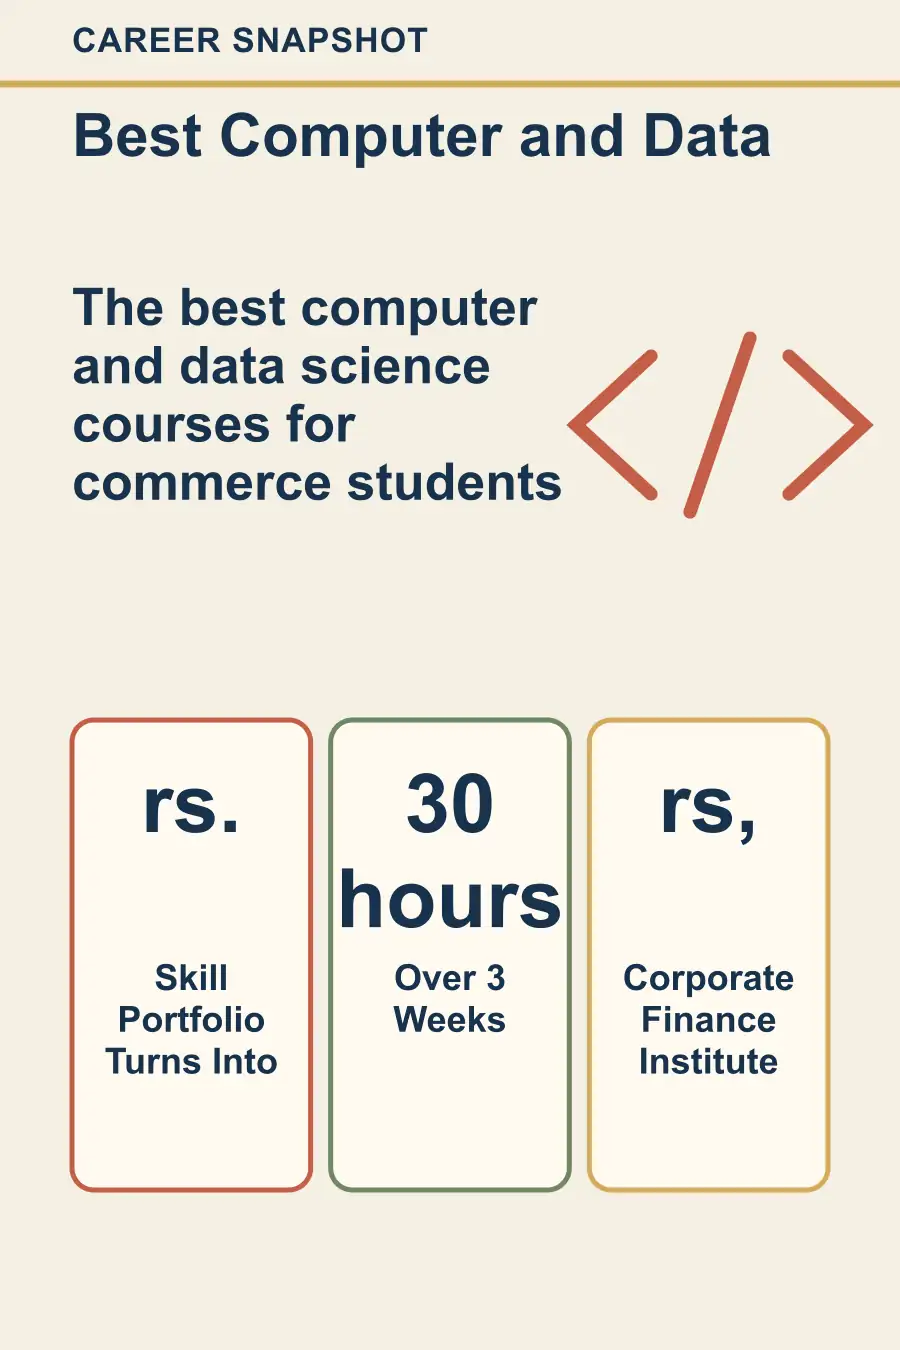 CAREER SNAPSHOT
Best Computer and Data
The best computer
and data science
courses for
commerce students
rs.
Skill
Portfolio
Turns Into
30
hours
Over 3
Weeks
rs,
Corporate
Finance
Institute